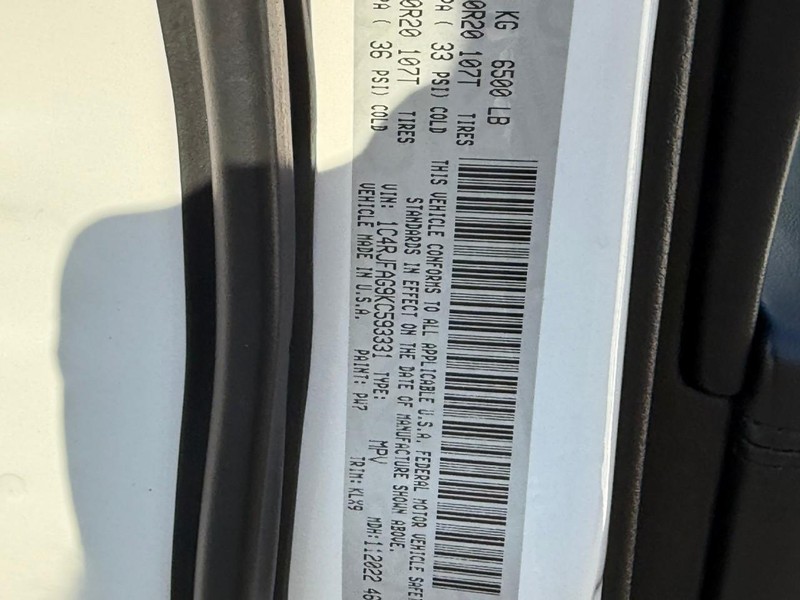 KG 6500 LB
0R20 107T TIRES
PA ( 33 PSI) COLD
0R20 107T TIRES
PA ( 36 PSI) COLD
THIS VEHICLE CONFORMS TO ALL APPLICABLE U.S.A. FEDERAL MOTOR VEHICLE SAFE
STANDARDS IN EFFECT ON THE DATE OF MANUFACTURE SHOWN ABOVE.
VIN: 1C4RJFAG9KC593331 TYPE: MPV MDH:112022 46
VEHICLE MADE IN U.S.A. PAINT: PW7 TRIM: KLX9